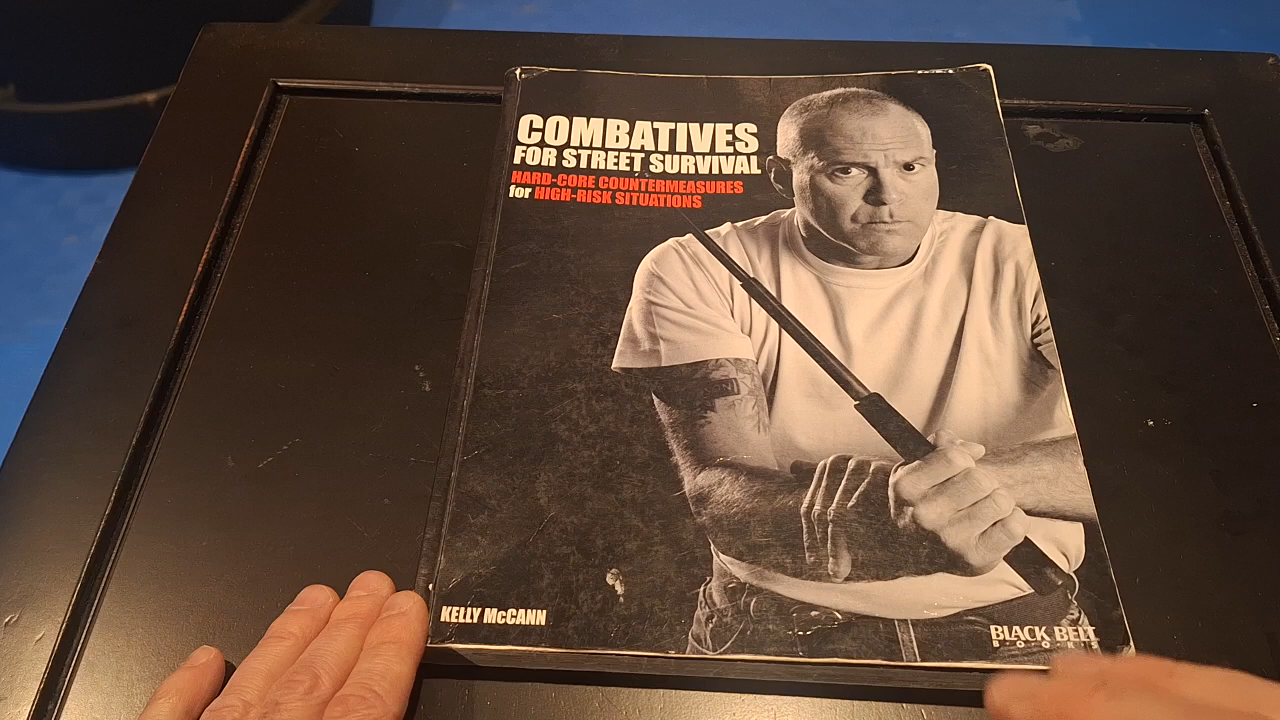 COMBATIVES
FOR STREET SURVIVAL
HARD-CORE COUNTERMEASURES
for HIGH-RISK SITUATIONS
KELLY McCANN
BLACK BELT
B·O·O·K·S